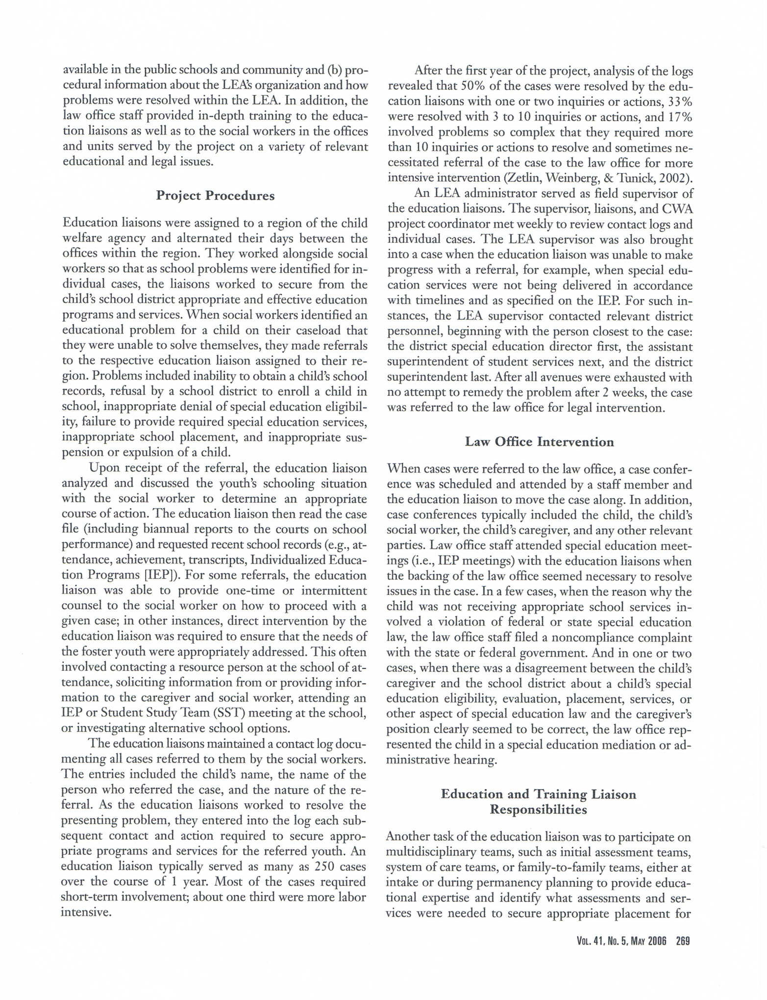 available in the public schools and community and (b) pro-
cedural information about the LEA's organization and how
problems were resolved within the LEA. In addition, the
law office staff provided in-depth training to the educa-
tion liaisons as well as to the social workers in the offices
and units served by the project on a variety of relevant
educational and legal issues.
Project Procedures
Education liaisons were assigned to a region of the child
welfare agency and alternated their days between the
offices within the region. They worked alongside social
workers so that as school problems were identified for in-
dividual cases, the liaisons worked to secure from the
child's school district appropriate and effective education
programs and services. When social workers identified an
educational problem for a child on their caseload that
they were unable to solve themselves, they made referrals
to the respective education liaison assigned to their re-
gion. Problems included inability to obtain a child's school
records, refusal by a school district to enroll a child in
school, inappropriate denial of special education eligibil-
ity, failure to provide required special education services,
inappropriate school placement, and inappropriate sus-
pension or expulsion of a child.
Upon receipt of the referral, the education liaison
analyzed and discussed the youth's schooling situation
with the social worker to determine an appropriate
course of action. The education liaison then read the case
file (including biannual reports to the courts on school
performance) and requested recent school records (e.g., at-
tendance, achievement, transcripts, Individualized Educa-
tion Programs [IEP]). For some referrals, the education
liaison was able to provide one-time or intermittent
counsel to the social worker on how to proceed with a
given case; in other instances, direct intervention by the
education liaison was required to ensure that the needs of
the foster youth were appropriately addressed. This often
involved contacting a resource person at the school of at-
tendance, soliciting information from or providing infor-
mation to the caregiver and social worker, attending an
IEP or Student Study Team (SST) meeting at the school,
or investigating alternative school options.
The education liaisons maintained a contact log docu-
menting all cases referred to them by the social workers.
The entries included the child's name, the name of the
person who referred the case, and the nature of the re-
ferral. As the education liaisons worked to resolve the
presenting problem, they entered into the log each sub-
sequent contact and action required to secure appro-
priate programs and services for the referred youth. An
education liaison typically served as many as 250 cases
over the course of 1 year. Most of the cases required
short-term involvement; about one third were more labor
intensive.
After the first year of the project, analysis of the logs
revealed that 50% of the cases were resolved by the edu-
cation liaisons with one or two inquiries or actions, 33%
were resolved with 3 to 10 inquiries or actions, and 17%
involved problems so complex that they required more
than 10 inquiries or actions to resolve and sometimes ne-
cessitated referral of the case to the law office for more
intensive intervention (Zetlin, Weinberg, & Tunick, 2002).
An LEA administrator served as field supervisor of
the education liaisons. The supervisor, liaisons, and CWA
project coordinator met weekly to review contact logs and
individual cases. The LEA supervisor was also brought
into a case when the education liaison was unable to make
progress with a referral, for example, when special edu-
cation services were not being delivered in accordance
with timelines and as specified on the IEP. For such in-
stances, the LEA supervisor contacted relevant district
personnel, beginning with the person closest to the case:
the district special education director first, the assistant
superintendent of student services next, and the district
superintendent last. After all avenues were exhausted with
no attempt to remedy the problem after 2 weeks, the case
was referred to the law office for legal intervention.
Law Office Intervention
When cases were referred to the law office, a case confer-
ence was scheduled and attended by a staff member and
the education liaison to move the case along. In addition,
case conferences typically included the child, the child's
social worker, the child's caregiver, and any other relevant
parties. Law office staff attended special education meet-
ings (i.e., IEP meetings) with the education liaisons when
the backing of the law office seemed necessary to resolve
issues in the case. In a few cases, when the reason why the
child was not receiving appropriate school services in-
volved a violation of federal or state special education
law, the law office staff filed a noncompliance complaint
with the state or federal government. And in one or two
cases, when there was a disagreement between the child's
caregiver and the school district about a child's special
education eligibility, evaluation, placement, services, or
other aspect of special education law and the caregiver's
position clearly seemed to be correct, the law office rep-
resented the child in a special education mediation or ad-
ministrative hearing.
Education and Training Liaison
Responsibilities
Another task of the education liaison was to participate on
multidisciplinary teams, such as initial assessment teams,
system of care teams, or family-to-family teams, either at
intake or during permanency planning to provide educa-
tional expertise and identify what assessments and ser-
vices were needed to secure appropriate placement for
VOL. 41, NO. 5, MAY 2006 269